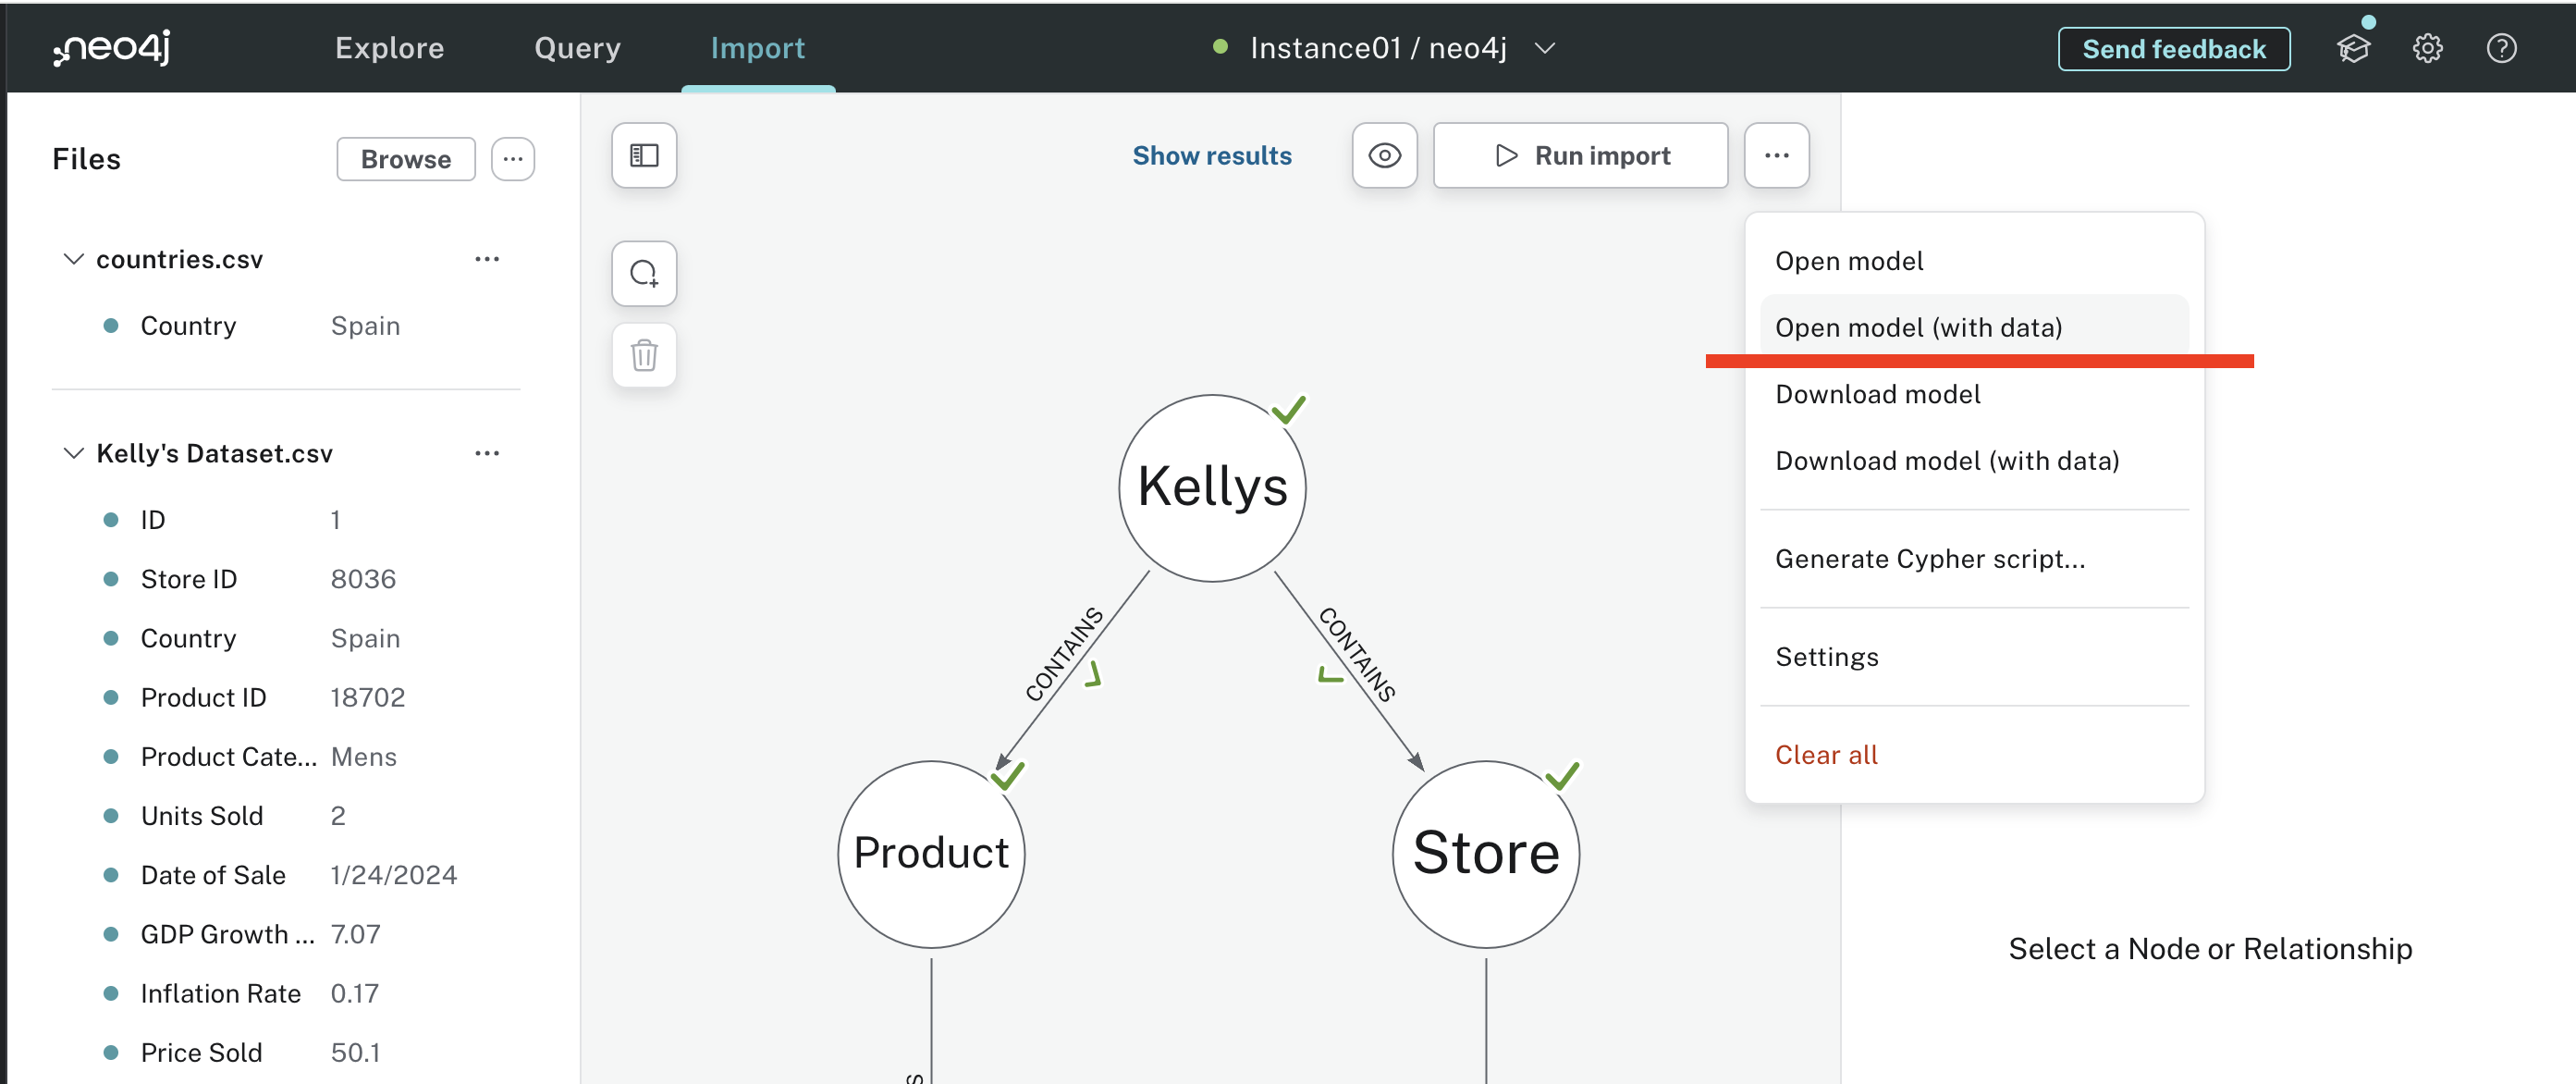 neo4j
Explore
Query
Import
Instance01 / neo4j
Send feedback
Files
Browse
countries.csv
Country Spain
Kelly's Dataset.csv
ID 1
Store ID 8036
Country Spain
Product ID 18702
Product Cate... Mens
Units Sold 2
Date of Sale 1/24/2024
GDP Growth ... 7.07
Inflation Rate 0.17
Price Sold 50.1
Show results
Run import
Kellys
CONTAINS
CONTAINS
Product
Store
S
Open model
Open model (with data)
Download model
Download model (with data)
Generate Cypher script...
Settings
Clear all
Select a Node or Relationship